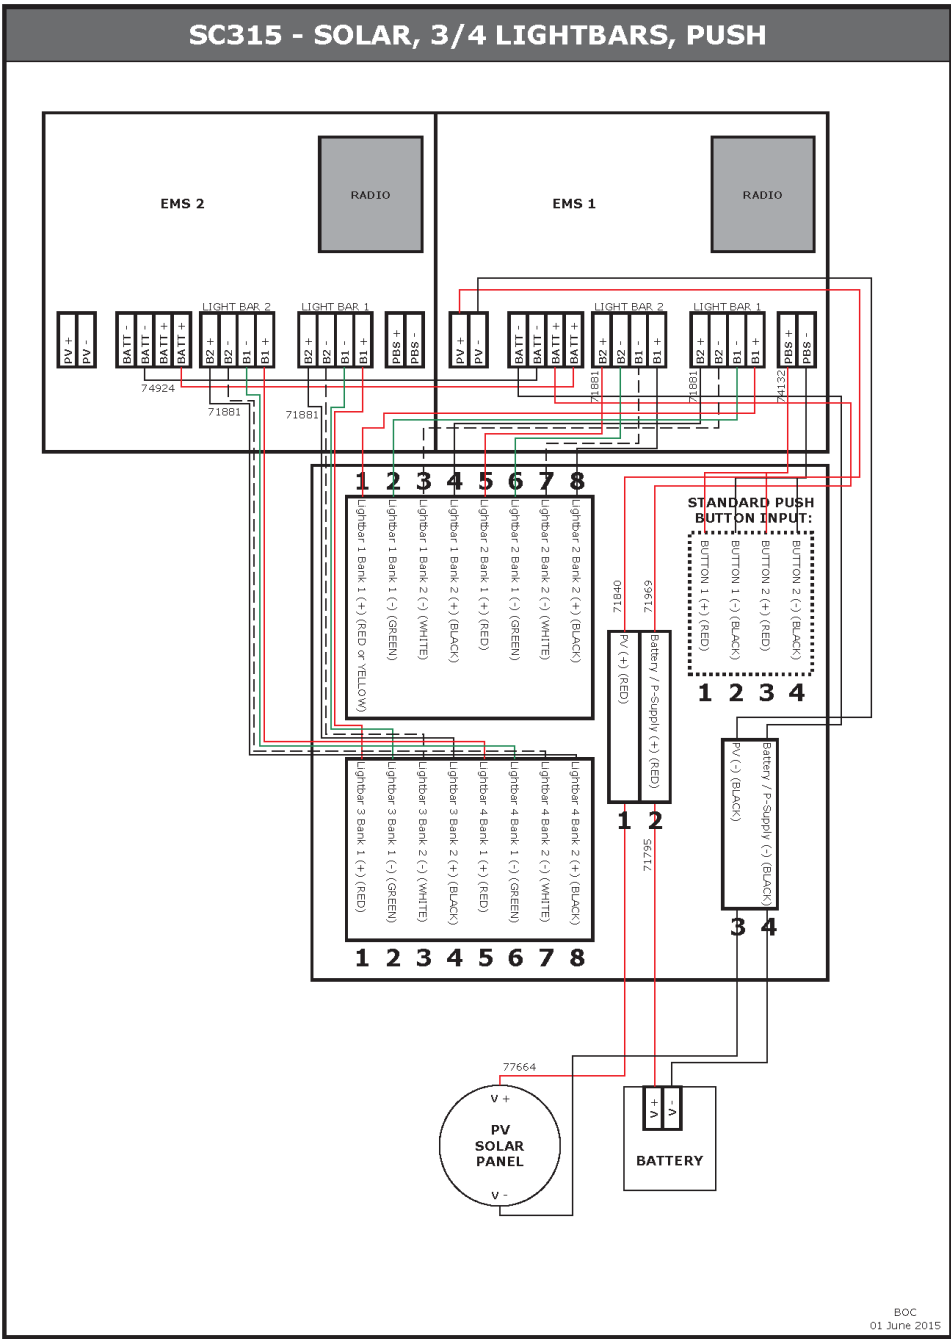 SC315 - SOLAR, 3/4 LIGHTBARS, PUSH
EMS 2
RADIO
EMS 1
RADIO
LIGHT BAR 2
LIGHT BAR 1
LIGHT BAR 2
LIGHT BAR 1
PV +
PV -
BATT -
BATT -
BATT +
BATT +
B2 +
B2 -
B1 -
B1 +
B2 +
B2 -
B1 -
B1 +
PBS +
PBS -
PV +
PV -
BATT -
BATT -
BATT +
BATT +
B2 +
B2 -
B1 -
B1 +
B2 +
B2 -
B1 -
B1 +
PBS +
PBS -
74924
71881
71881
71881
74132
1 2 3 4 5 6 7 8
Lightbar 1 Bank 1 (+) (RED or YELLOW)
Lightbar 1 Bank 1 (-) (GREEN)
Lightbar 1 Bank 2 (-) (WHITE)
Lightbar 1 Bank 2 (+) (BLACK)
Lightbar 2 Bank 1 (+) (RED)
Lightbar 2 Bank 1 (-) (GREEN)
Lightbar 2 Bank 2 (-) (WHITE)
Lightbar 2 Bank 2 (+) (BLACK)
STANDARD PUSH
BUTTON INPUT:
BUTTON 1 (+) (RED)
BUTTON 1 (-) (BLACK)
BUTTON 2 (+) (RED)
BUTTON 2 (-) (BLACK)
1 2 3 4
71840
71969
PV (+) (RED)
Battery / P-Supply (+) (RED)
1 2
71795
PV (-) (BLACK)
Battery / P-Supply (-) (BLACK)
3 4
Lightbar 3 Bank 1 (+) (RED)
Lightbar 3 Bank 1 (-) (GREEN)
Lightbar 3 Bank 2 (-) (WHITE)
Lightbar 3 Bank 2 (+) (BLACK)
Lightbar 4 Bank 1 (+) (RED)
Lightbar 4 Bank 1 (-) (GREEN)
Lightbar 4 Bank 2 (-) (WHITE)
Lightbar 4 Bank 2 (+) (BLACK)
1 2 3 4 5 6 7 8
77664
V +
PV
SOLAR
PANEL
V -
V +
V -
BATTERY
BOC
01 June 2015